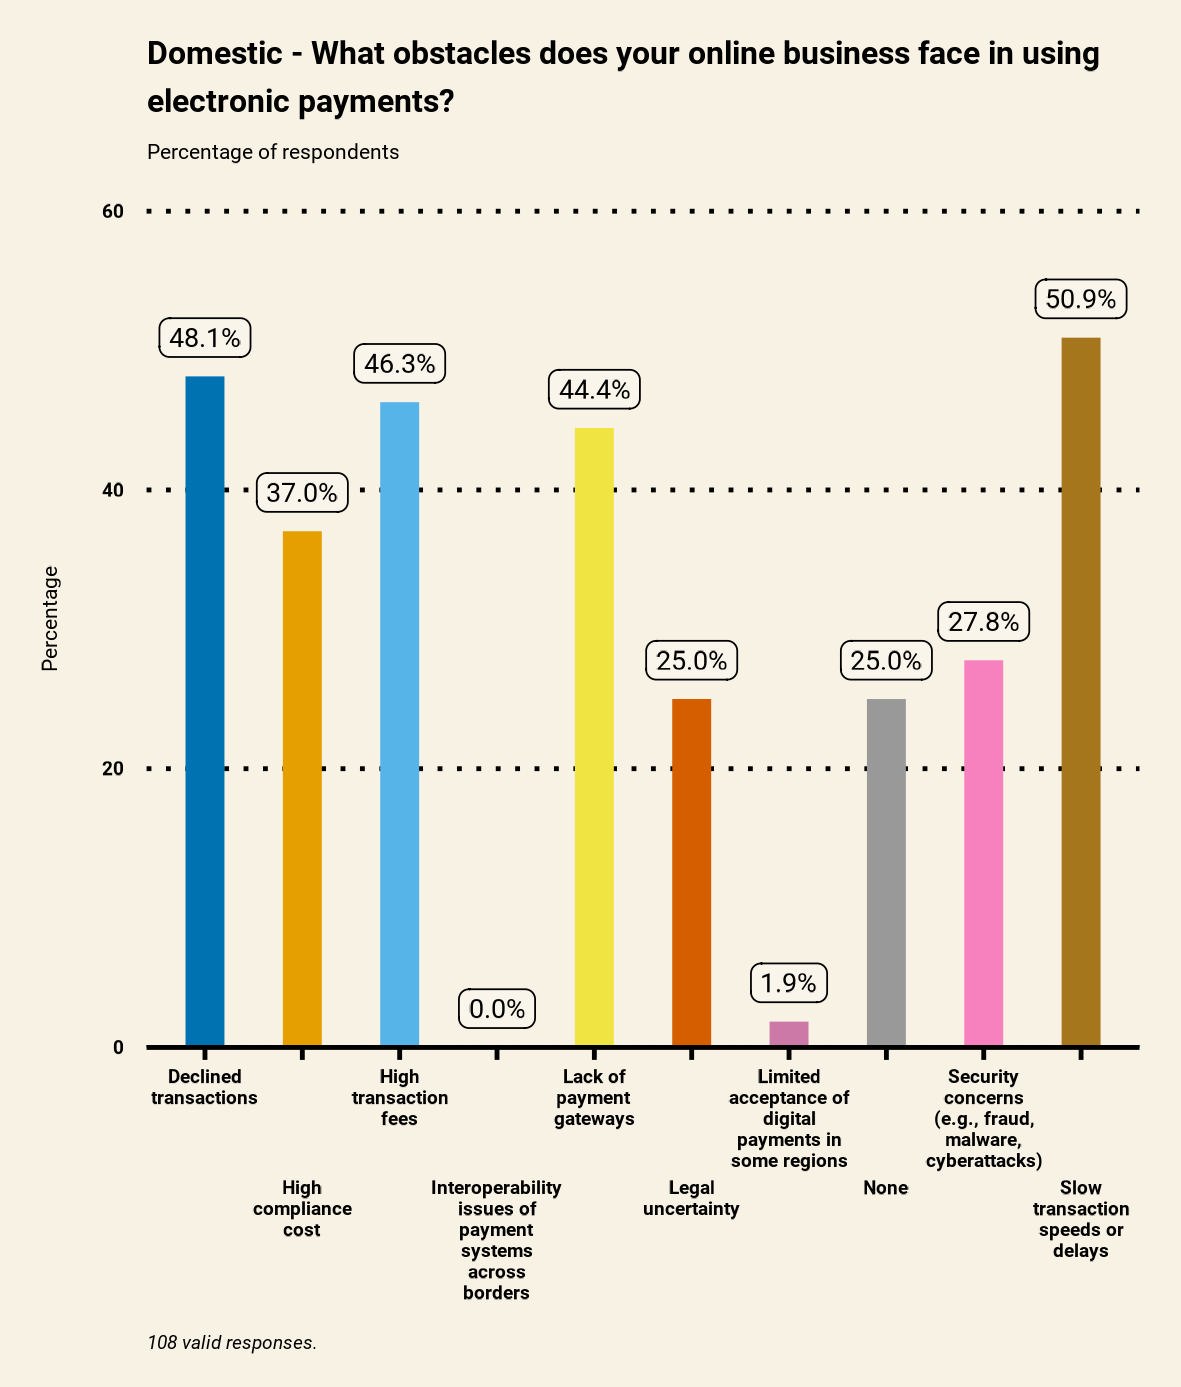 Domestic - What obstacles does your online business face in using
electronic payments?
Percentage of respondents
60
50.9%
48.1%
46.3%
44.4%
40
37.0%
27.8%
25.0%
25.0%
20
1.9%
0.0%
0
Percentage
Declined
transactions
High
compliance
cost
High
transaction
fees
Interoperability
issues of
payment
systems
across
borders
Lack of
payment
gateways
Legal
uncertainty
Limited
acceptance of
digital
payments in
some regions
None
Security
concerns
(e.g., fraud,
malware,
cyberattacks)
Slow
transaction
speeds or
delays
108 valid responses.